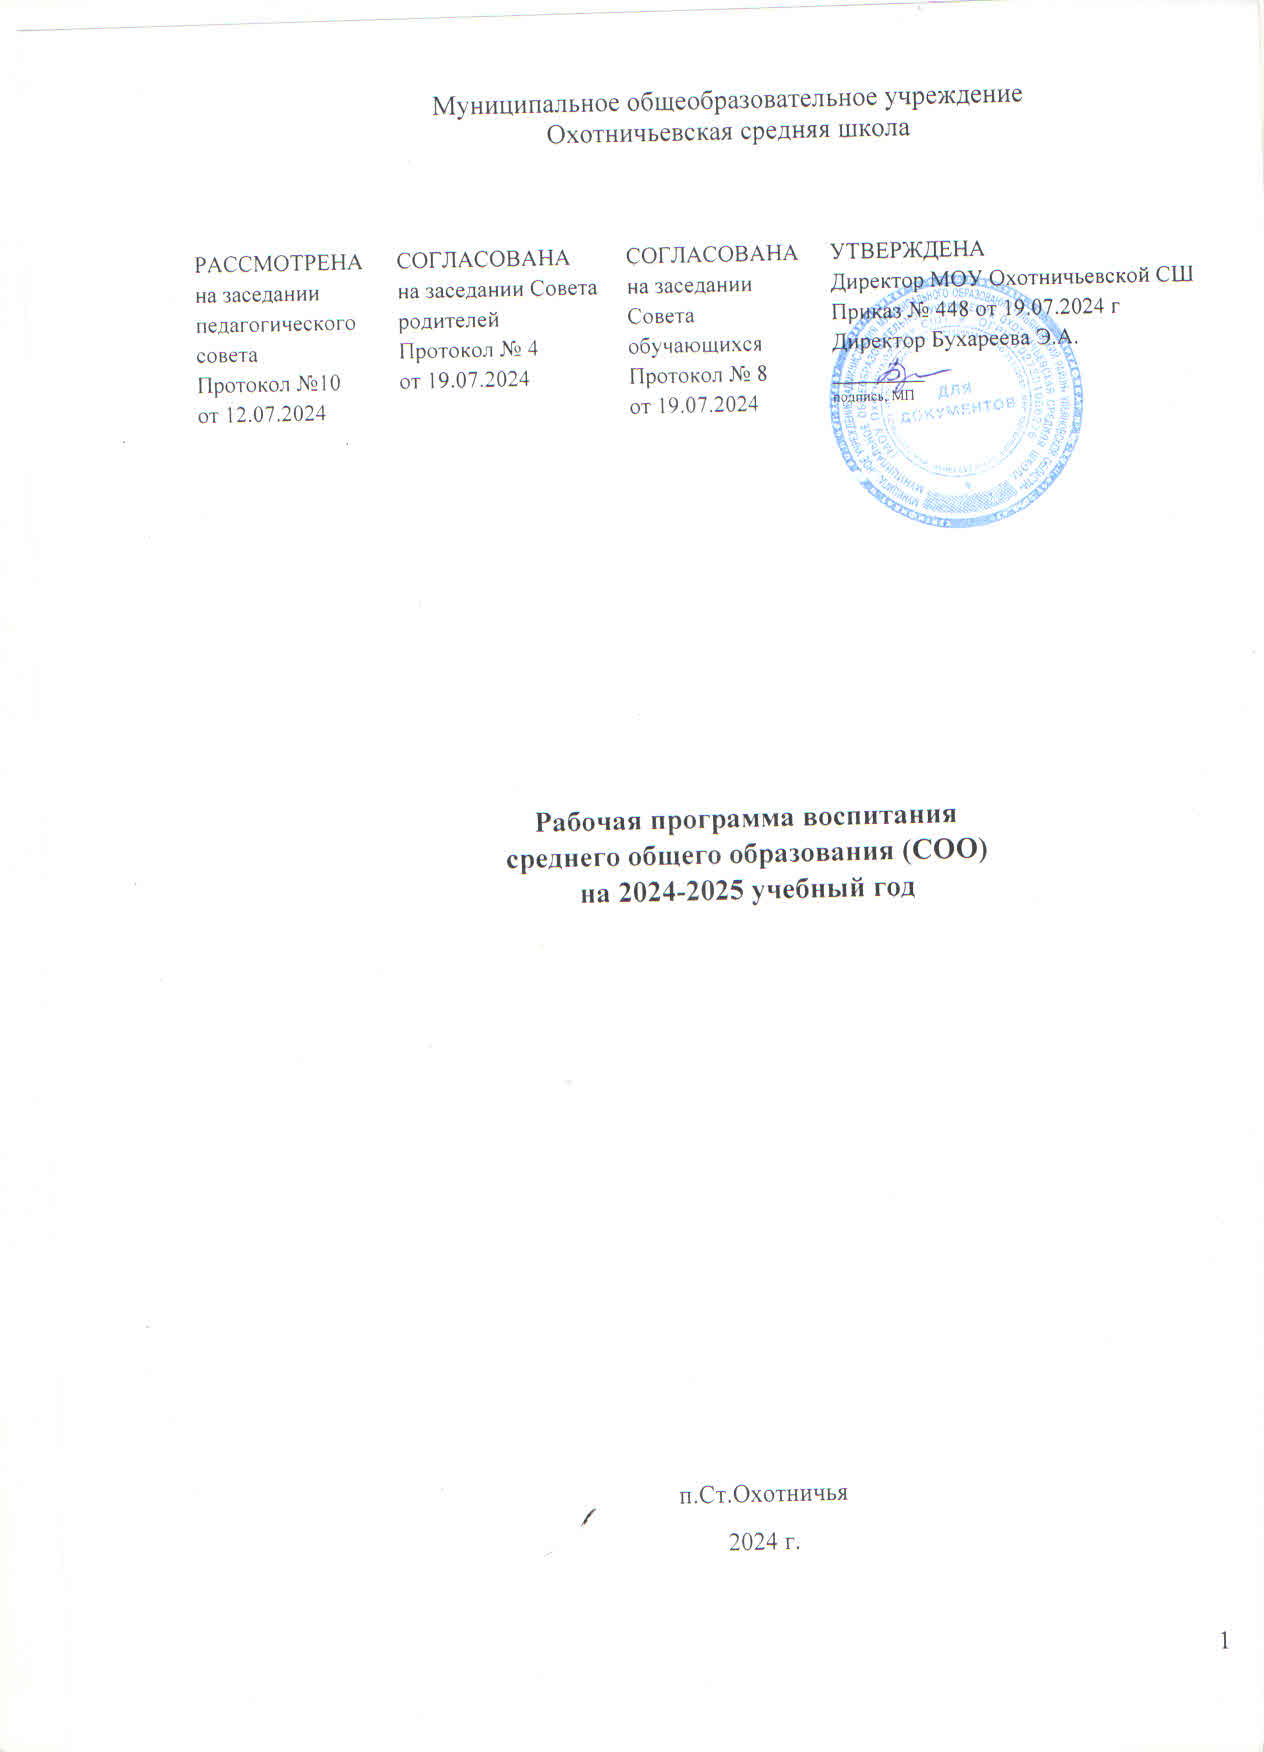 Муниципальное общеобразовательное учреждение
Охотничьевская средняя школа
РАССМОТРЕНА
на заседании
педагогического
совета
Протокол №10
от 12.07.2024
СОГЛАСОВАНА
на заседании Совета
родителей
Протокол № 4
от 19.07.2024
СОГЛАСОВАНА
на заседании
Совета
обучающихся
Протокол № 8
от 19.07.2024
УТВЕРЖДЕНА
Директор МОУ Охотничьевской СШ
Приказ № 448 от 19.07.2024 г
Директор Бухареева Э.А.
подпись, МП
ДЛЯ
ДОКУМЕНТОВ
Рабочая программа воспитания
среднего общего образования (СОО)
на 2024-2025 учебный год
п.Ст.Охотничья
2024 г.
1